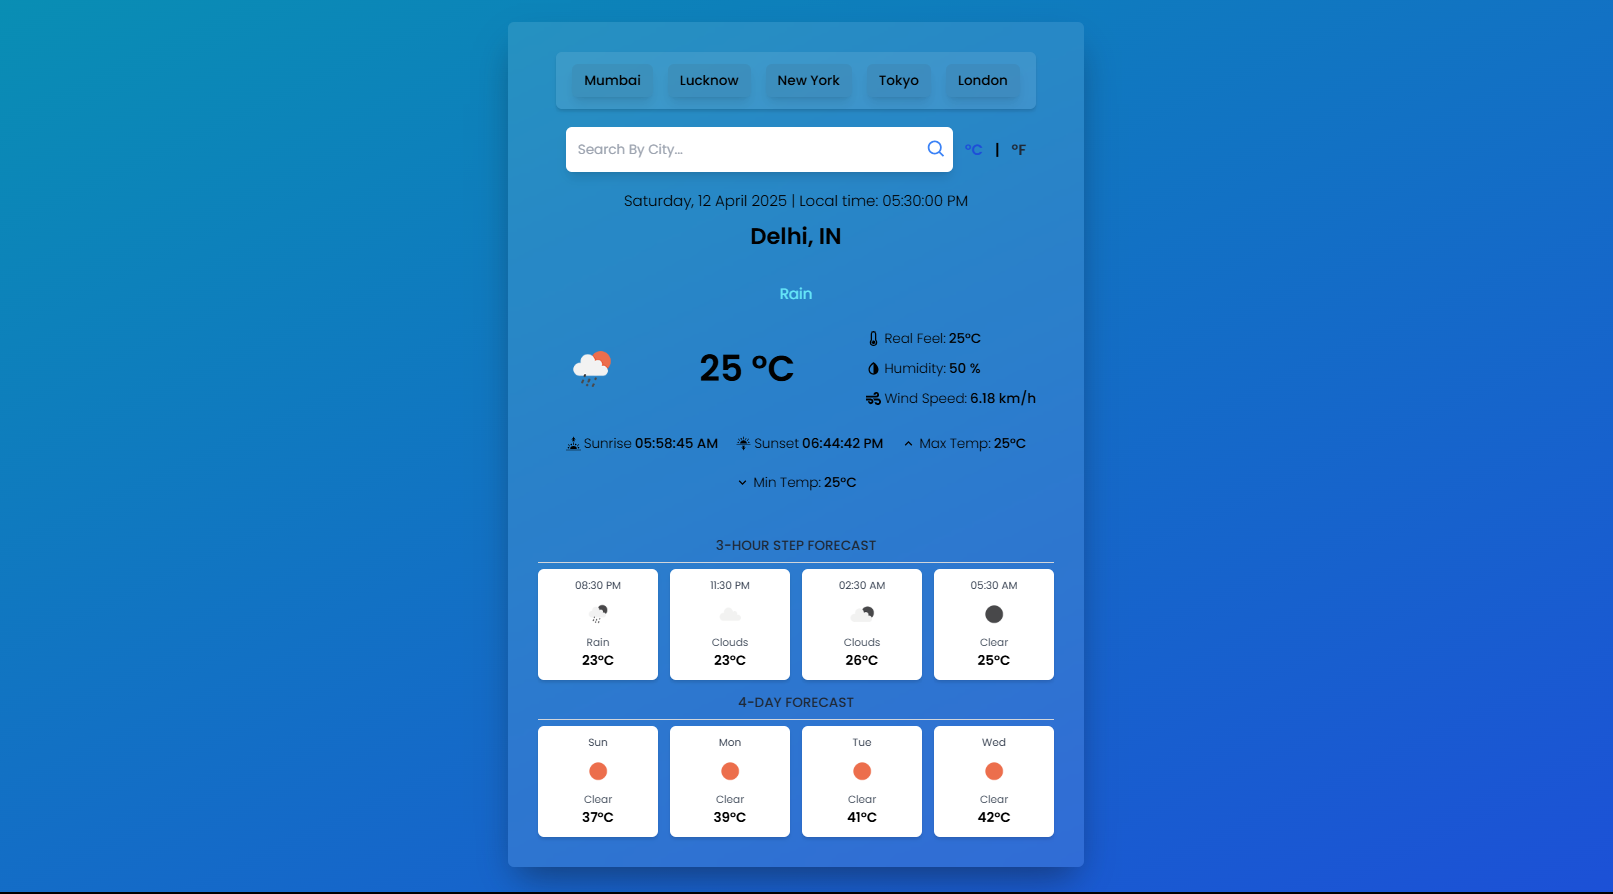 Mumbai Lucknow New York Tokyo London
Search By City... °C | °F
Saturday, 12 April 2025 | Local time: 05:30:00 PM
Delhi, IN
Rain
25 °C
Real Feel: 25°C
Humidity: 50 %
Wind Speed: 6.18 km/h
Sunrise 05:58:45 AM Sunset 06:44:42 PM Max Temp: 25°C
Min Temp: 25°C
3-HOUR STEP FORECAST
08:30 PM 11:30 PM 02:30 AM 05:30 AM
Rain Clouds Clouds Clear
23°C 23°C 26°C 25°C
4-DAY FORECAST
Sun Mon Tue Wed
Clear Clear Clear Clear
37°C 39°C 41°C 42°C